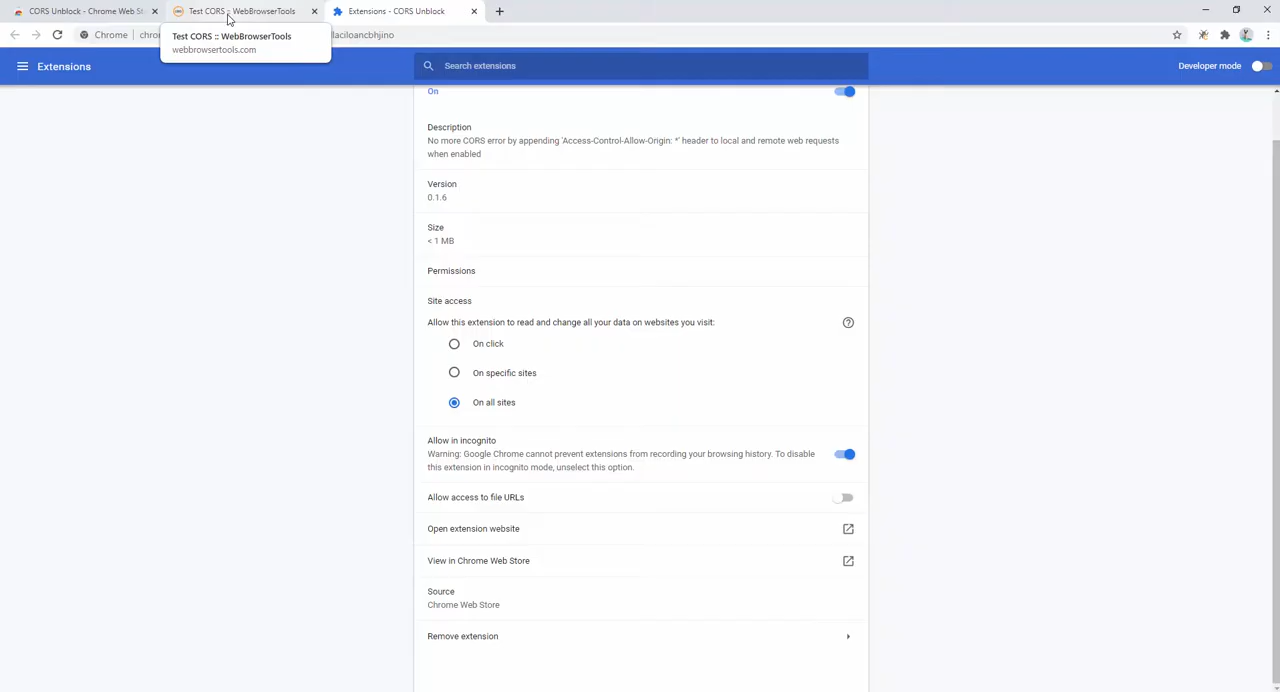 CORS Unblock - Chrome Web St
Test CORS :: WebBrowserTools
Extensions - CORS Unblock
Chrome
laciloancbhjino
Test CORS :: WebBrowserTools
webbrowsertools.com
Extensions
Search extensions
Developer mode
On
Description
No more CORS error by appending 'Access-Control-Allow-Origin: *' header to local and remote web requests
when enabled
Version
0.1.6
Size
< 1 MB
Permissions
Site access
Allow this extension to read and change all your data on websites you visit:
On click
On specific sites
On all sites
Allow in incognito
Warning: Google Chrome cannot prevent extensions from recording your browsing history. To disable
this extension in incognito mode, unselect this option.
Allow access to file URLs
Open extension website
View in Chrome Web Store
Source
Chrome Web Store
Remove extension